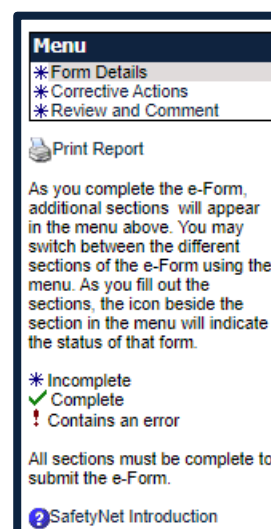 Menu
Form Details
Corrective Actions
Review and Comment
Print Report
As you complete the e-Form,
additional sections will appear
in the menu above. You may
switch between the different
sections of the e-Form using the
menu. As you fill out the
sections, the icon beside the
section in the menu will indicate
the status of that form.
Incomplete
Complete
Contains an error
All sections must be complete to
submit the e-Form.
SafetyNet Introduction